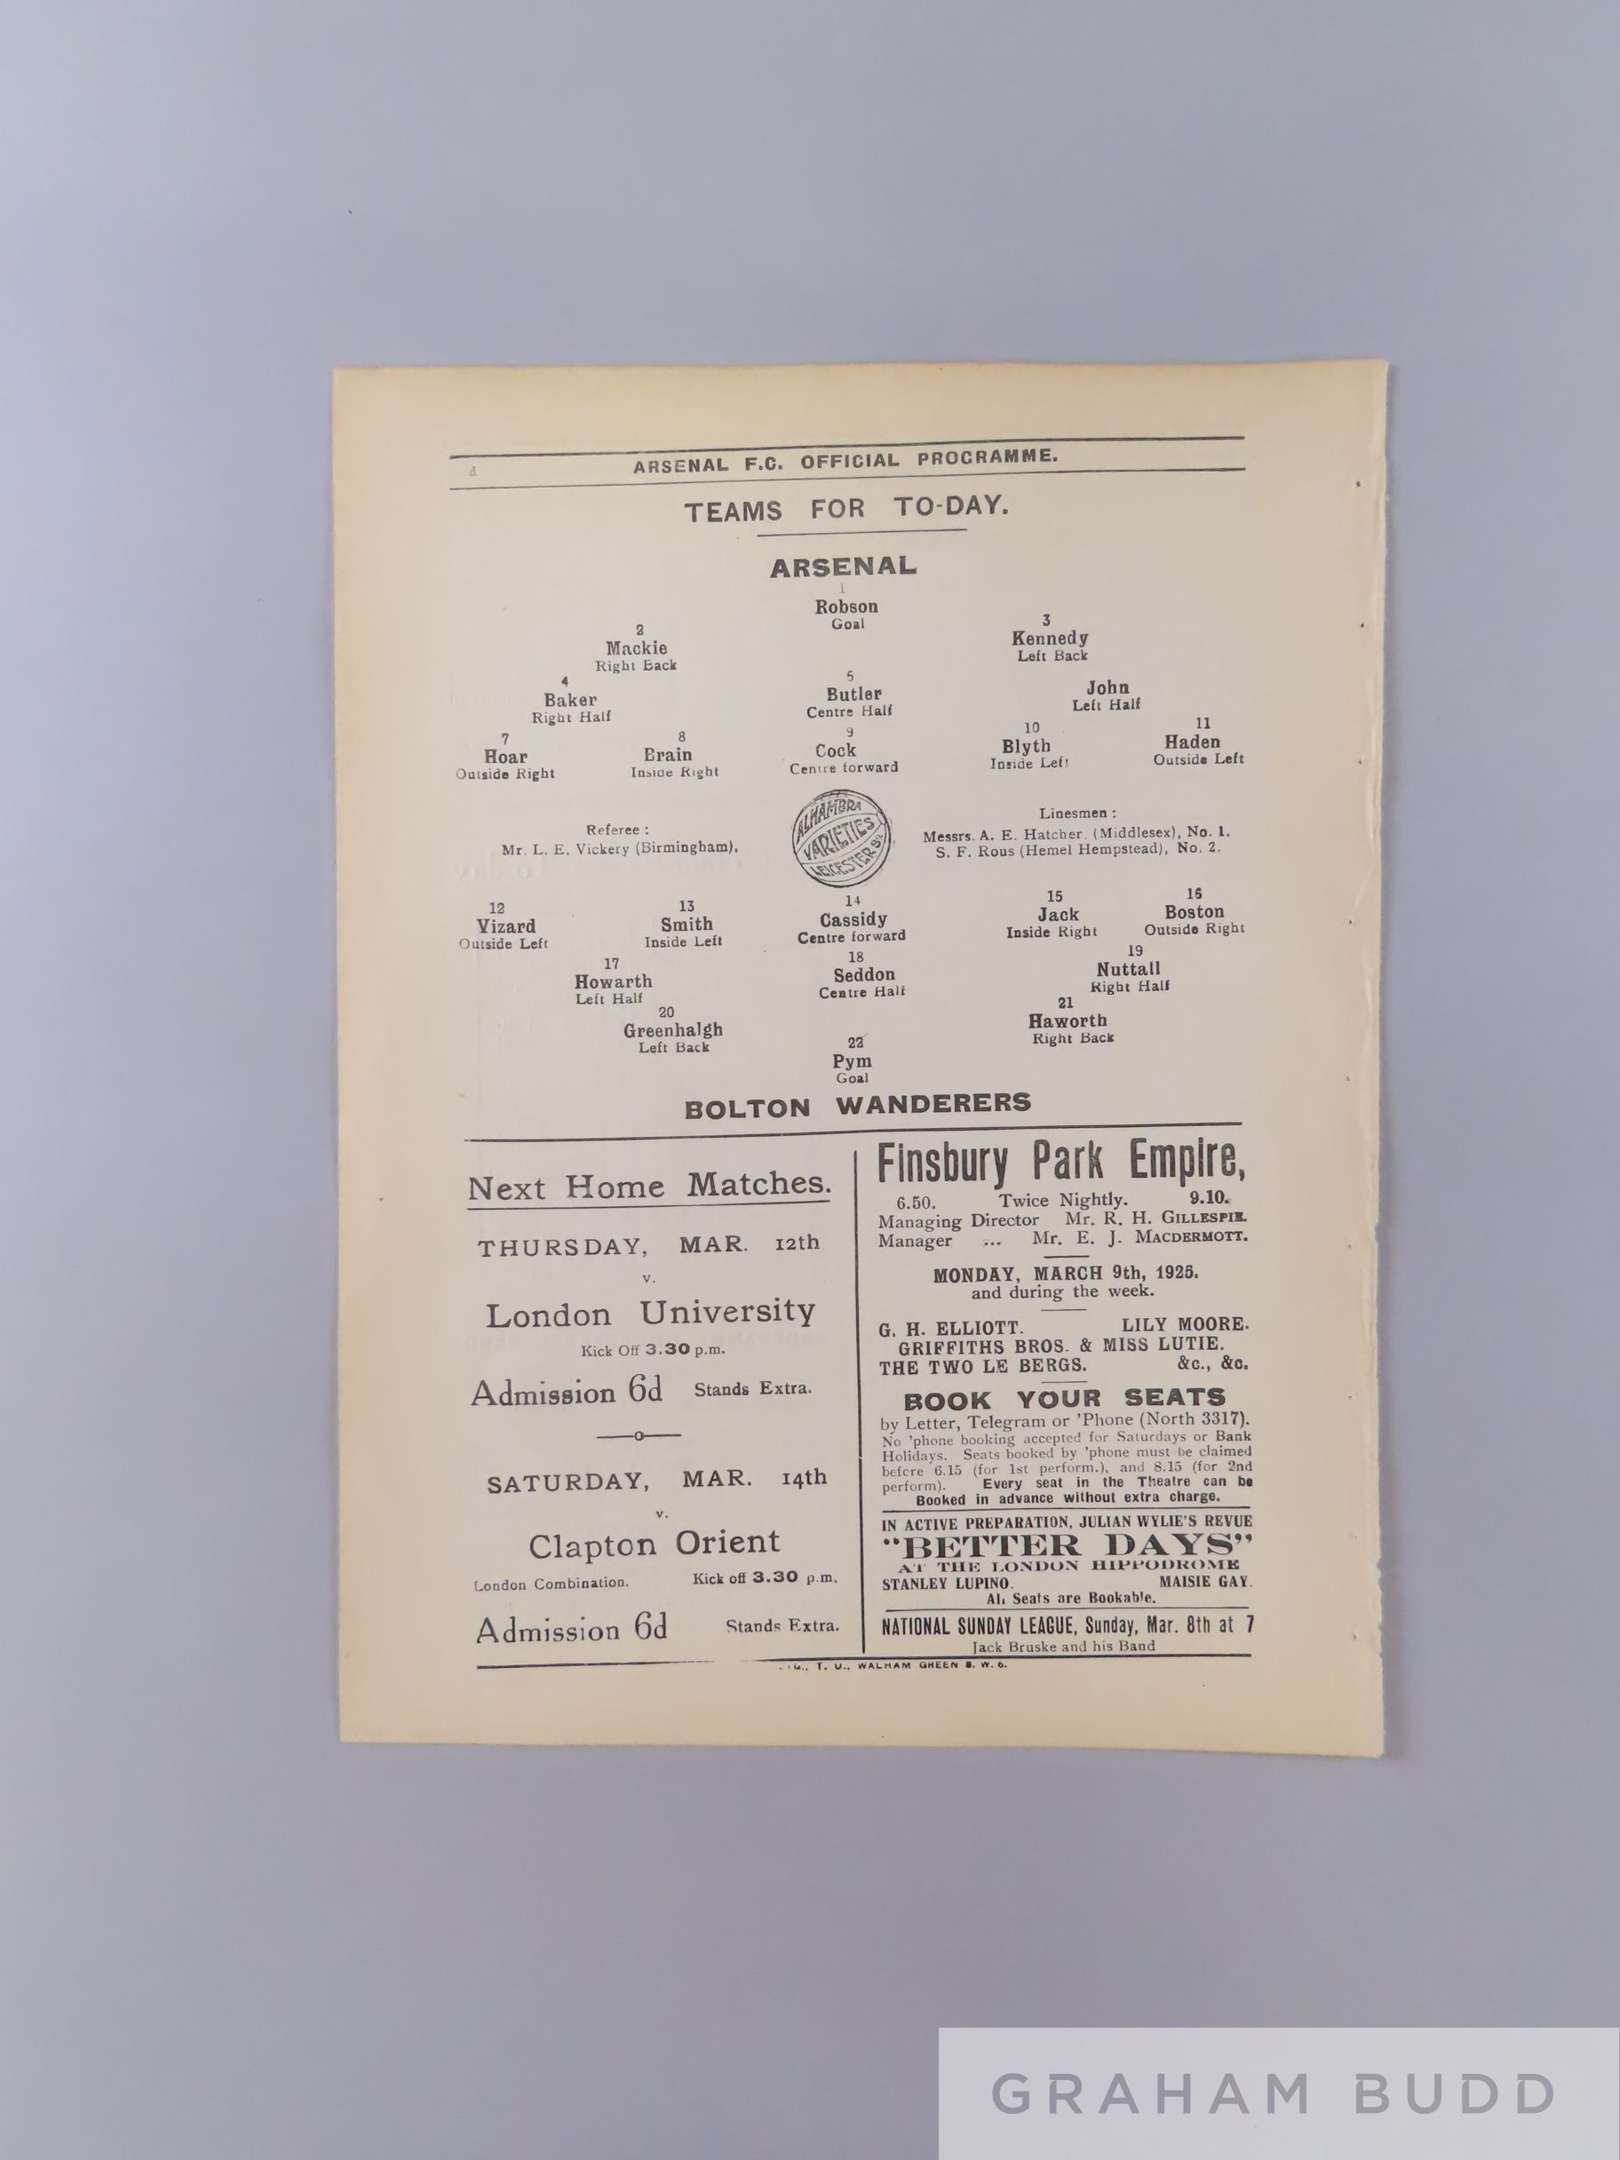 4 ARSENAL F.C. OFFICIAL PROGRAMME.
TEAMS FOR TO-DAY.
ARSENAL
1
Robson
Goal
2 3
Mackie Kennedy
Right Back Left Back
4 5
Baker Butler John
Right Half Centre Half Left Half
7 8 9 10 11
Hoar Brain Cock Blyth Haden
Outside Right Inside Right Centre forward Inside Left Outside Left
Referee :
Mr. L. E. Vickery (Birmingham).
ALHAMBRA
VARIETIES
LEICESTER SQ.
Linesmen :
Messrs. A. E. Hatcher. (Middlesex), No. 1.
S. F. Rous (Hemel Hempstead), No. 2.
12 13 14 15 16
Vizard Smith Cassidy Jack Boston
Outside Left Inside Left Centre forward Inside Right Outside Right
17 18 19
Howarth Seddon Nuttall
Left Half Centre Half Right Half
20 21
Greenhalgh Haworth
Left Back Right Back
22
Pym
Goal
BOLTON WANDERERS
Next Home Matches.
THURSDAY, MAR. 12th
v.
London University
Kick Off 3.30 p.m.
Admission 6d Stands Extra.
SATURDAY, MAR. 14th
v.
Clapton Orient
London Combination. Kick off 3.30 p.m.
Admission 6d Stands Extra.
Finsbury Park Empire,
6.50. Twice Nightly. 9.10.
Managing Director Mr. R. H. GILLESPIE.
Manager ... Mr. E. J. MACDERMOTT.
MONDAY, MARCH 9th, 1925.
and during the week.
G. H. ELLIOTT. LILY MOORE.
GRIFFITHS BROS. & MISS LUTIE.
THE TWO LE BERGS. &c., &c.
BOOK YOUR SEATS
by Letter, Telegram or 'Phone (North 3317).
No 'phone booking accepted for Saturdays or Bank
Holidays. Seats booked by 'phone must be claimed
before 6.15 (for 1st perform.), and 8.15 (for 2nd
perform). Every seat in the Theatre can be
Booked in advance without extra charge.
IN ACTIVE PREPARATION, JULIAN WYLIE'S REVUE
"BETTER DAYS"
AT THE LONDON HIPPODROME
STANLEY LUPINO. MAISIE GAY.
All Seats are Bookable.
NATIONAL SUNDAY LEAGUE, Sunday, Mar. 8th at 7
Jack Bruske and his Band
T. U., WALHAM GREEN S. W. 6.
GRAHAM BUDD